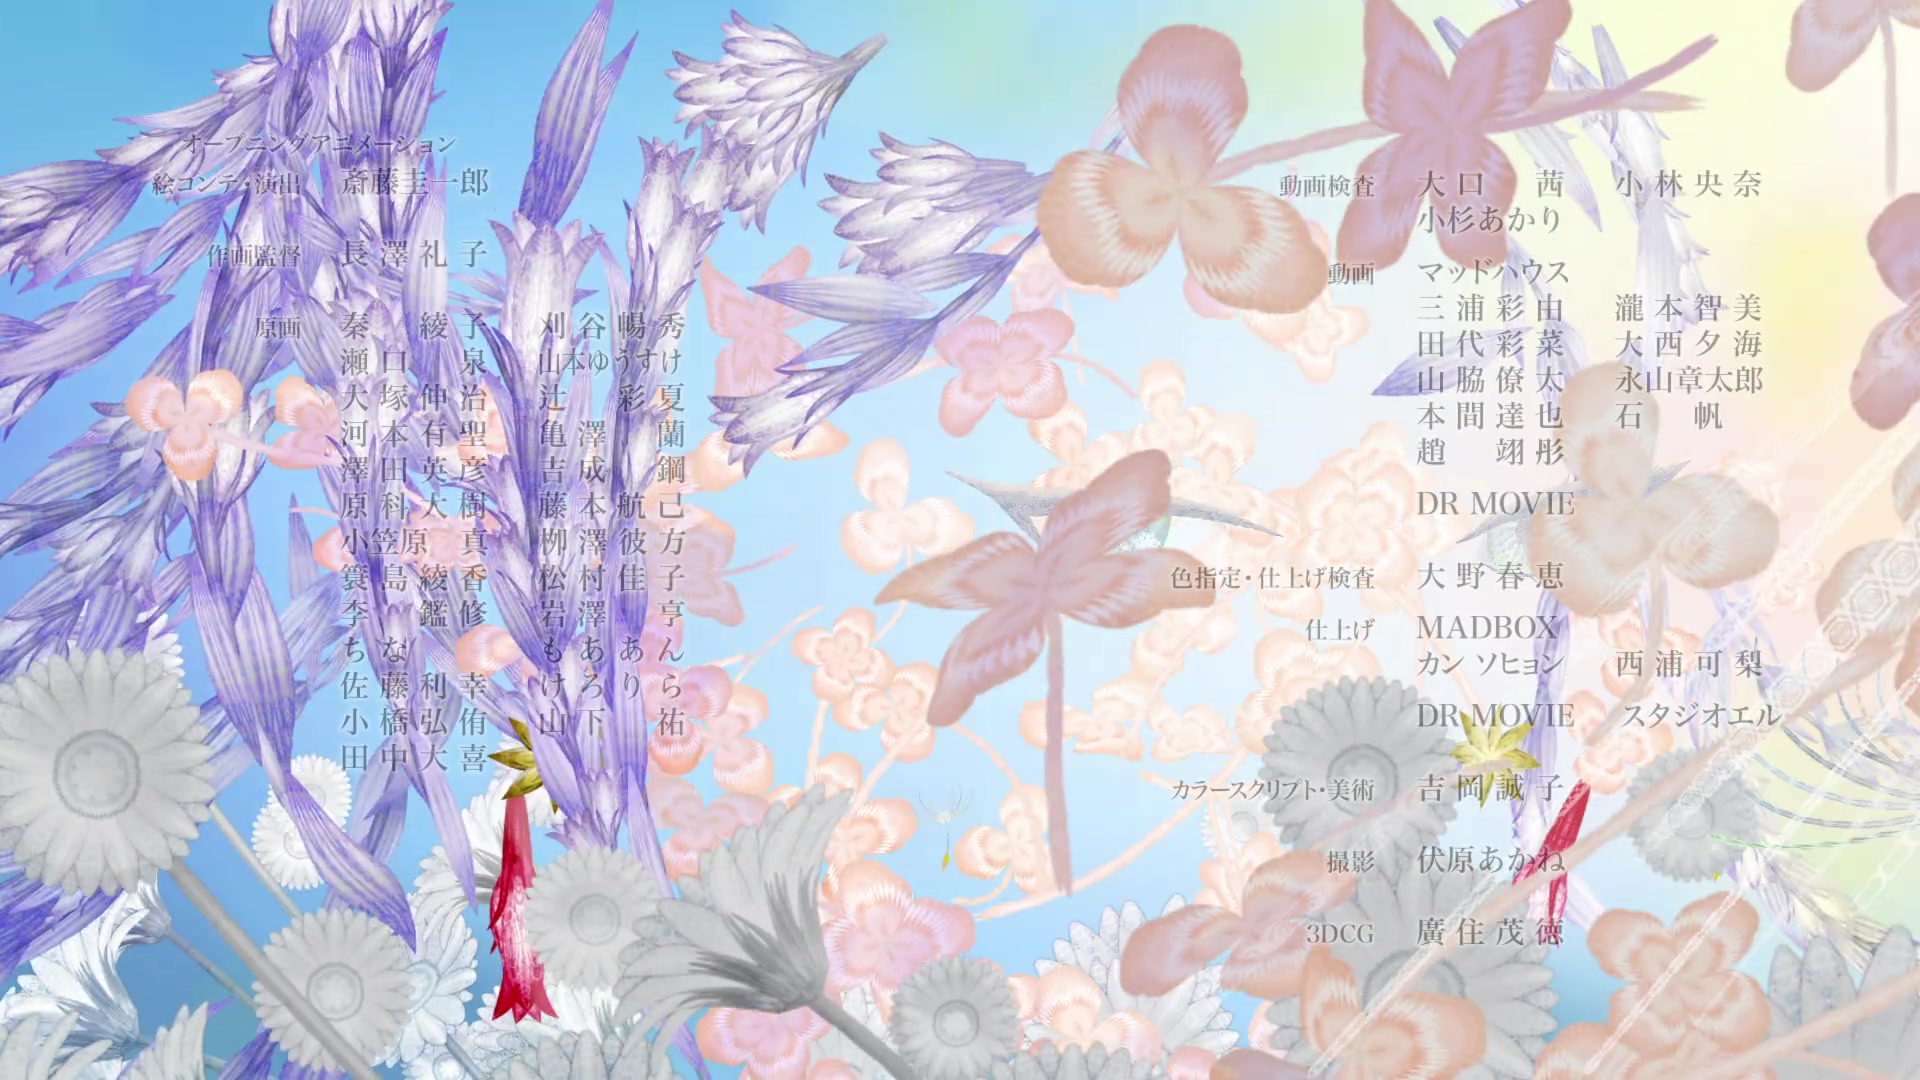 オープニングアニメーション
絵コンテ・演出 斎藤圭一郎
作画監督 長澤礼子
原画 秦 綾子 刈谷暢秀
瀬口 泉 山本ゆうすけ
大塚伸治 辻 彩夏
河本有聖 亀澤 蘭
澤田英彦 吉成 鋼
原科大樹 藤本航己
小笠原 真 栁澤彼方
簑島綾香 松村佳子
李 鑑修 岩澤 亨
ちな もああん
佐藤利幸 けろりら
小橋弘侑 山下 祐
田中大喜
動画検査 大口 茜 小林央奈
小杉あかり
動画 マッドハウス
三浦彩由 瀧本智美
田代彩菜 大西夕海
山脇僚太 永山章太郎
本間達也 石 帆
趙 翊彤
DR MOVIE
色指定・仕上げ検査 大野春恵
仕上げ MADBOX
カン ソヒョン 西浦可梨
DR MOVIE スタジオエル
カラースクリプト・美術 吉岡誠子
撮影 伏原あかね
3DCG 廣住茂徳